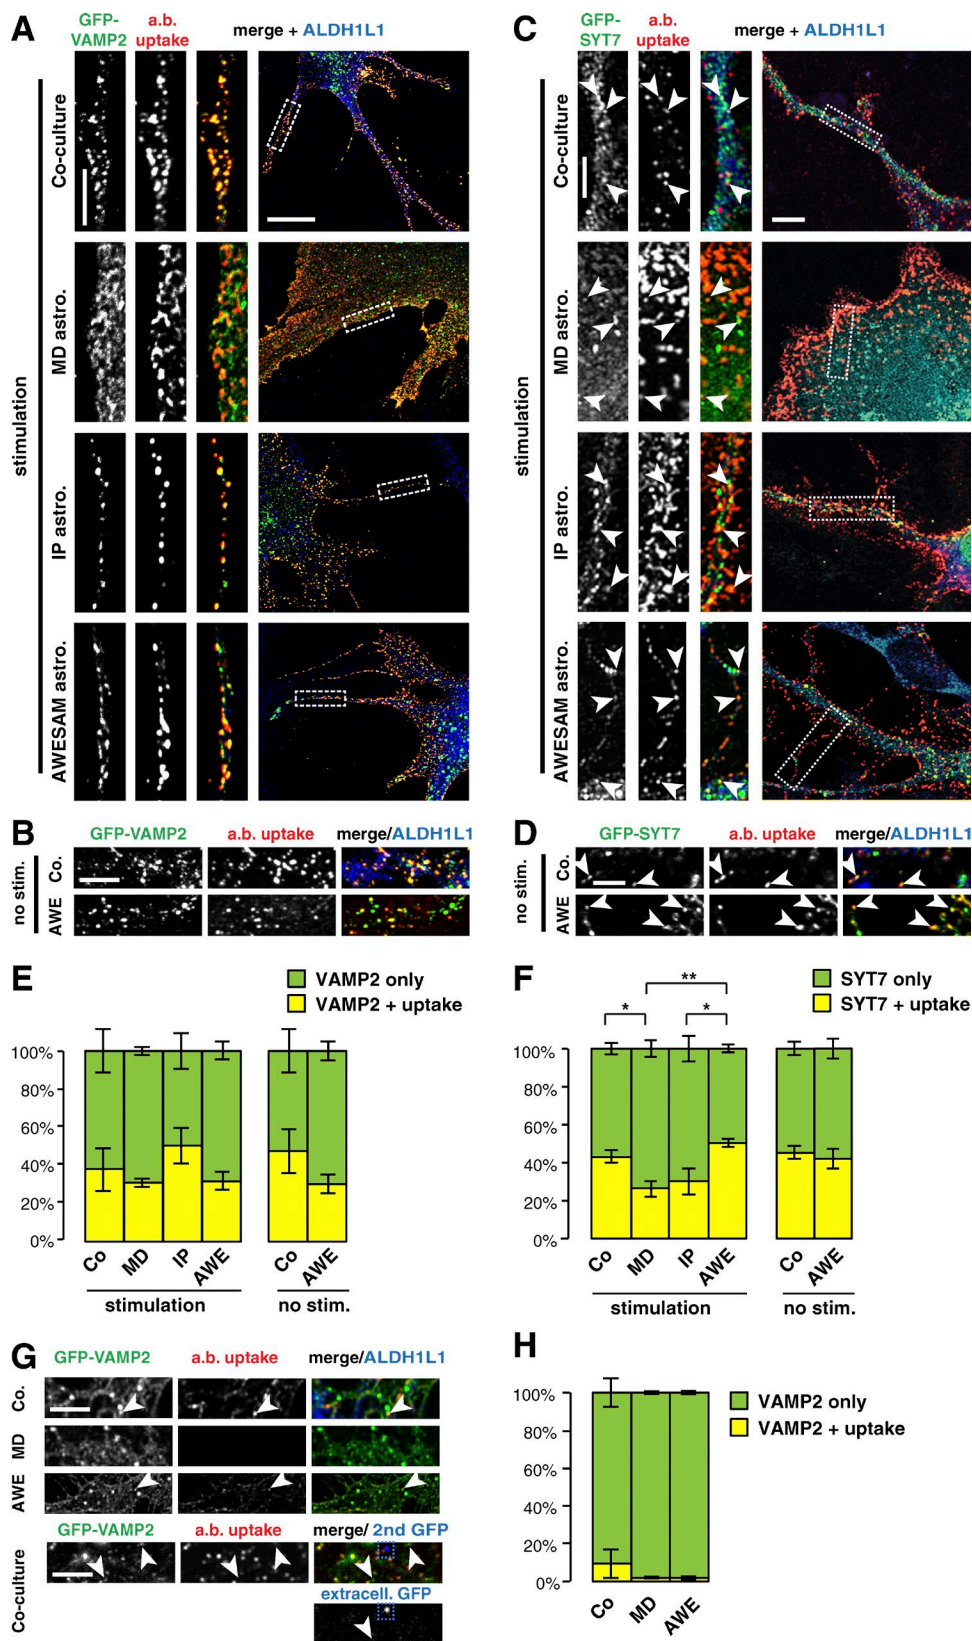 A
GFP-VAMP2
a.b. uptake
merge + ALDH1L1
stimulation
Co-culture
MD astro.
IP astro.
AWESAM astro.
C
GFP-SYT7
a.b. uptake
merge + ALDH1L1
stimulation
Co-culture
MD astro.
IP astro.
AWESAM astro.
B
GFP-VAMP2 a.b. uptake merge/ALDH1L1
no stim.
Co.
AWE
D
GFP-SYT7 a.b. uptake merge/ALDH1L1
no stim.
Co.
AWE
E
VAMP2 only
VAMP2 + uptake
100%
80%
60%
40%
20%
0%
Co MD IP AWE Co AWE
stimulation no stim.
F
SYT7 only
SYT7 + uptake
**
* *
100%
80%
60%
40%
20%
0%
Co MD IP AWE Co AWE
stimulation no stim.
G
GFP-VAMP2 a.b. uptake merge/ALDH1L1
Co.
MD
AWE
GFP-VAMP2 a.b. uptake merge/ 2nd GFP
Co-culture
extracell. GFP
H
VAMP2 only
VAMP2 + uptake
100%
80%
60%
40%
20%
0%
Co MD AWE